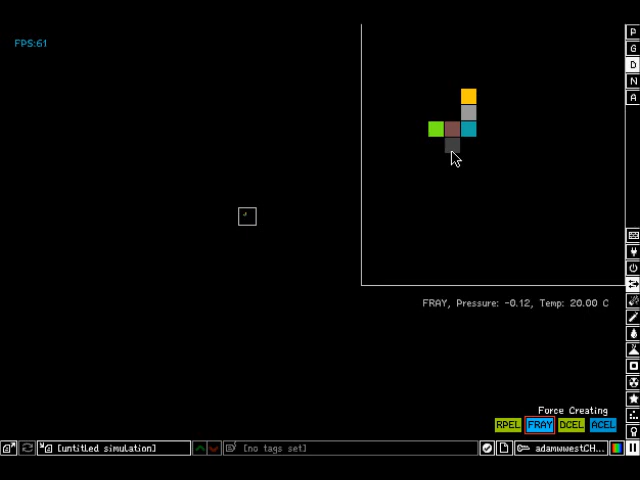 P
FPS:61
G
D
N
A
FRAY, Pressure: -0.12, Temp: 20.00 C
Force Creating
RPEL FRAY DCEL ACEL
[untitled simulation] [no tags set] adamwwestCH...